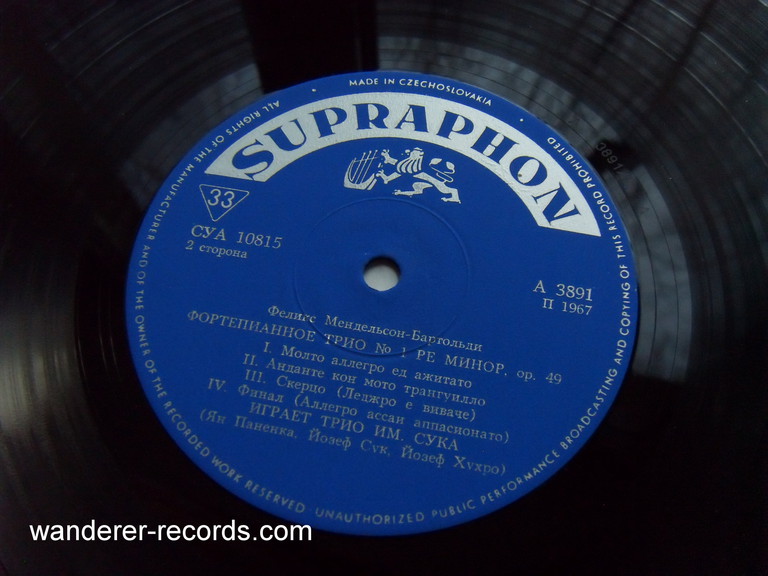 MADE IN CZECHOSLOVAKIA
ALL RIGHTS OF THE MANUFACTURER AND OF THE OWNER OF THE RECORDED WORK RESERVED UNAUTHORIZED PUBLIC PERFORMANCE BROADCASTING AND COPYING OF THIS RECORD PROHIBITED
SUPRAPHON
33
СУА 10815
2 сторона
А 3891
П 1967
Феликс Мендельсон-Бартольди
ФОРТЕПИАННОЕ ТРИО № 1 РЕ МИНОР, ор. 49
I. Молто аллегро ед ажитато
II. Анданте кон мото трангуилло
III. Скерцо (Леджро е виваче)
IV. Финал (Аллегро ассаи аппасионато)
ИГРАЕТ ТРИО ИМ. СУКА
(Ян Паненка, Йозеф Сук, Йозеф Хухро)
wanderer-records.com